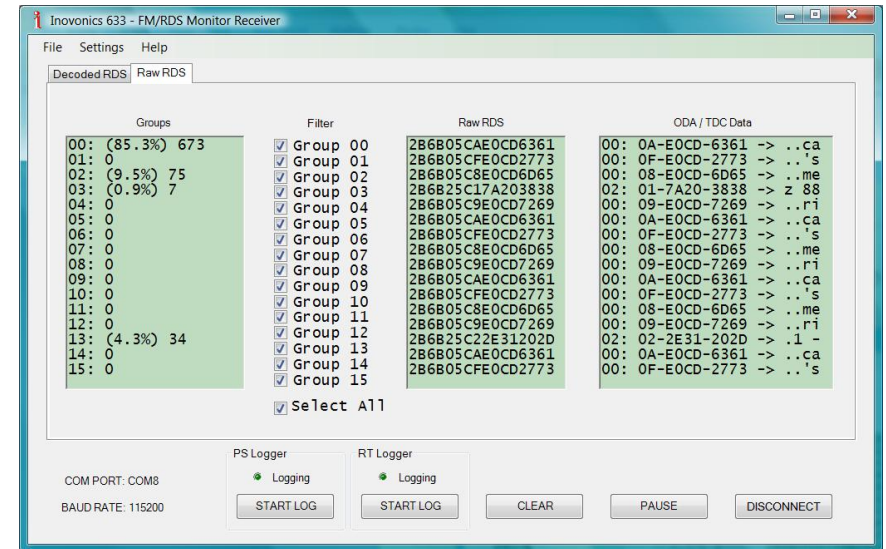 Inovonics 633 - FM/RDS Monitor Receiver
File Settings Help
Decoded RDS Raw RDS
Groups Filter Raw RDS ODA / TDC Data
00: (85.3%) 673
01: 0
02: (9.5%) 75
03: (0.9%) 7
04: 0
05: 0
06: 0
07: 0
08: 0
09: 0
10: 0
11: 0
12: 0
13: (4.3%) 34
14: 0
15: 0
Group 00
Group 01
Group 02
Group 03
Group 04
Group 05
Group 06
Group 07
Group 08
Group 09
Group 10
Group 11
Group 12
Group 13
Group 14
Group 15
Select All
2B6B05CAE0CD6361
2B6B05CFE0CD2773
2B6B05C8E0CD6D65
2B6B25C17A203838
2B6B05C9E0CD7269
2B6B05CAE0CD6361
2B6B05CFE0CD2773
2B6B05C8E0CD6D65
2B6B05C9E0CD7269
2B6B05CAE0CD6361
2B6B05CFE0CD2773
2B6B05C8E0CD6D65
2B6B05C9E0CD7269
2B6B25C22E31202D
2B6B05CAE0CD6361
2B6B05CFE0CD2773
00: 0A-E0CD-6361 -> ..ca
00: 0F-E0CD-2773 -> ..'s
00: 08-E0CD-6D65 -> ..me
02: 01-7A20-3838 -> z 88
00: 09-E0CD-7269 -> ..ri
00: 0A-E0CD-6361 -> ..ca
00: 0F-E0CD-2773 -> ..'s
00: 08-E0CD-6D65 -> ..me
00: 09-E0CD-7269 -> ..ri
00: 0A-E0CD-6361 -> ..ca
00: 0F-E0CD-2773 -> ..'s
00: 08-E0CD-6D65 -> ..me
00: 09-E0CD-7269 -> ..ri
02: 02-2E31-202D -> .1 -
00: 0A-E0CD-6361 -> ..ca
00: 0F-E0CD-2773 -> ..'s
PS Logger RT Logger
COM PORT: COM8 Logging Logging
BAUD RATE: 115200 START LOG START LOG CLEAR PAUSE DISCONNECT